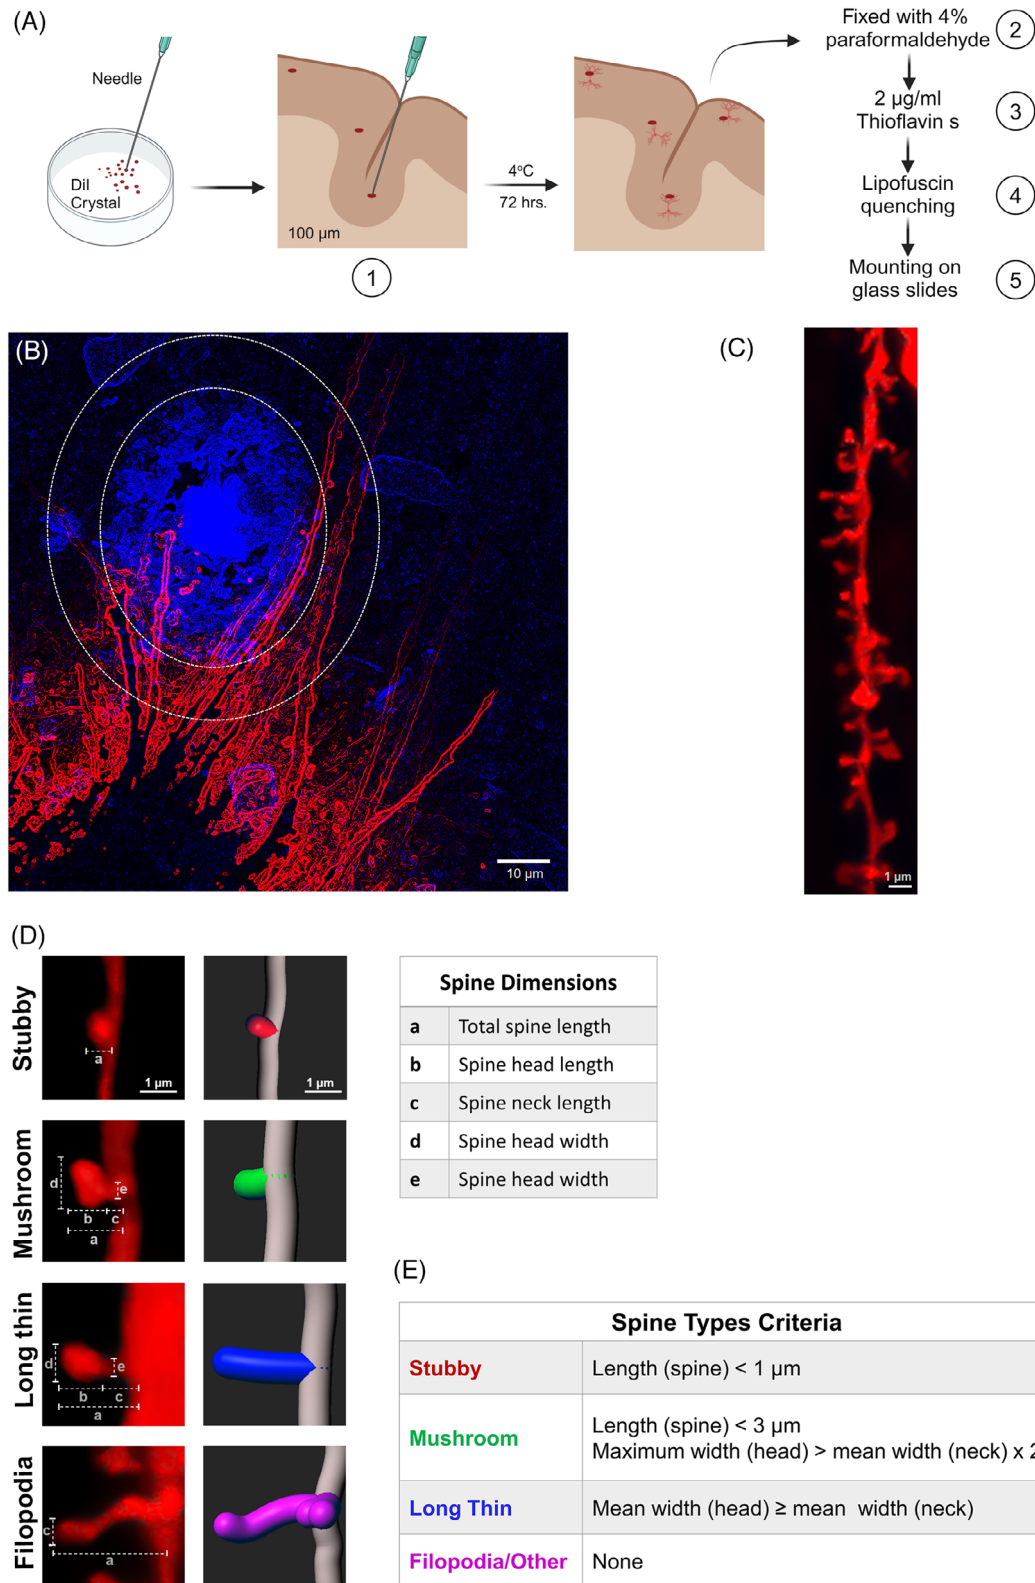 (A)
Needle
DiI
Crystal
100 µm
1
4°C
72 hrs.
Fixed with 4%
paraformaldehyde
2
2 µg/ml
Thioflavin s
3
Lipofuscin
quenching
4
Mounting on
glass slides
5
(B)
10 µm
(C)
1 µm
(D)
Stubby
a
1 µm
1 µm
Mushroom
d
e
b
c
a
Long thin
d
e
b
c
a
Filopodia
c
a
Spine Dimensions
a Total spine length
b Spine head length
c Spine neck length
d Spine head width
e Spine head width
(E)
Spine Types Criteria
Stubby Length (spine) < 1 µm
Mushroom Length (spine) < 3 µm
Maximum width (head) > mean width (neck) x 2
Long Thin Mean width (head) ≥ mean width (neck)
Filopodia/Other None